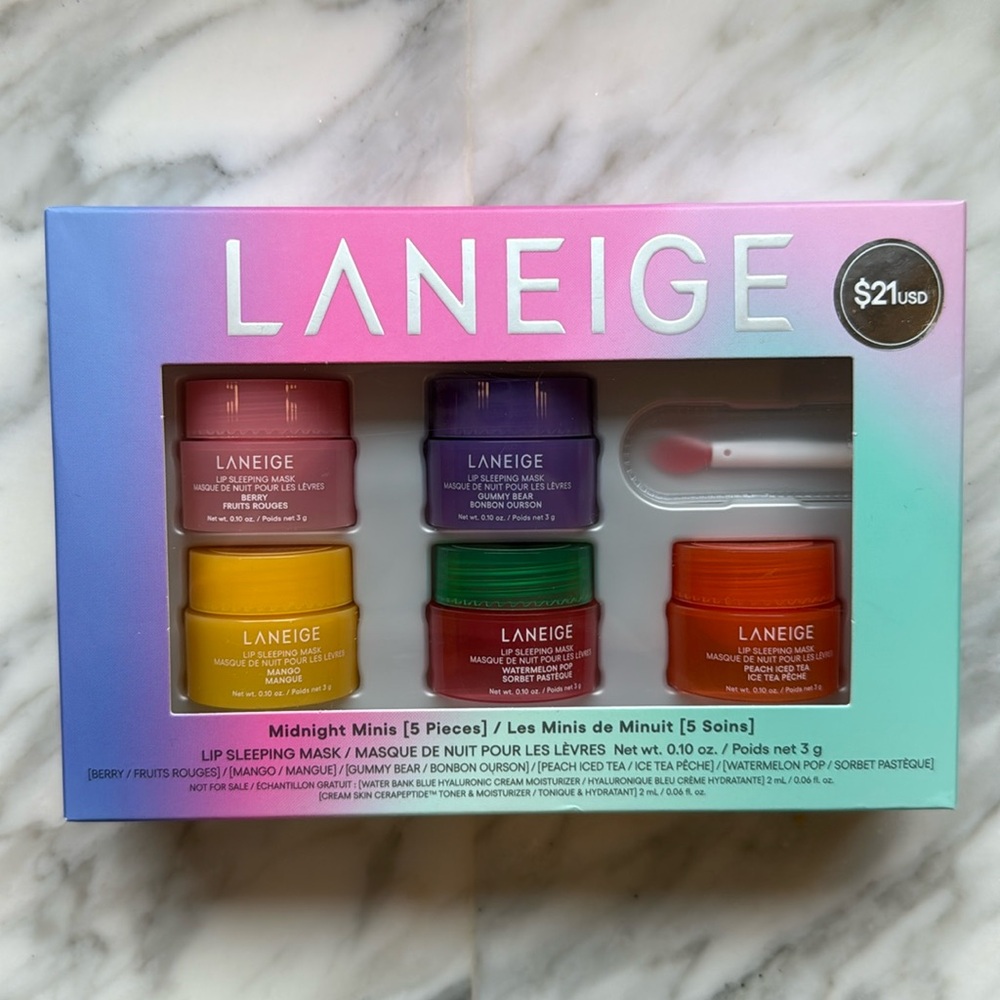 LANEIGE
$21USD
LANEIGE
LIP SLEEPING MASK
MASQUE DE NUIT POUR LES LÈVRES
BERRY
FRUITS ROUGES
Net wt. 0.10 oz. / Poids net 3 g
LANEIGE
LIP SLEEPING MASK
MASQUE DE NUIT POUR LES LÈVRES
GUMMY BEAR
BONBON OURSON
Net wt. 0.10 oz. / Poids net 3 g
LANEIGE
LIP SLEEPING MASK
MASQUE DE NUIT POUR LES LÈVRES
MANGO
MANGUE
Net wt. 0.10 oz. / Poids net 3 g
LANEIGE
LIP SLEEPING MASK
MASQUE DE NUIT POUR LES LÈVRES
WATERMELON POP
SORBET PASTÈQUE
Net wt. 0.10 oz. / Poids net 3 g
LANEIGE
LIP SLEEPING MASK
MASQUE DE NUIT POUR LES LÈVRES
PEACH ICED TEA
ICE TEA PÊCHE
Net wt. 0.10 oz. / Poids net 3 g
Midnight Minis [5 Pieces] / Les Minis de Minuit [5 Soins]
LIP SLEEPING MASK / MASQUE DE NUIT POUR LES LÈVRES Net wt. 0.10 oz. / Poids net 3 g
[BERRY / FRUITS ROUGES] / [MANGO / MANGUE] / [GUMMY BEAR / BONBON OURSON] / [PEACH ICED TEA / ICE TEA PÊCHE] / [WATERMELON POP / SORBET PASTÈQUE]
NOT FOR SALE / ÉCHANTILLON GRATUIT : [WATER BANK BLUE HYALURONIC CREAM MOISTURIZER / HYALURONIQUE BLEU CRÈME HYDRATANTE] 2 mL / 0.06 fl. oz.
[CREAM SKIN CERAPEPTIDE™ TONER & MOISTURIZER / TONIQUE & HYDRATANT] 2 mL / 0.06 fl. oz.